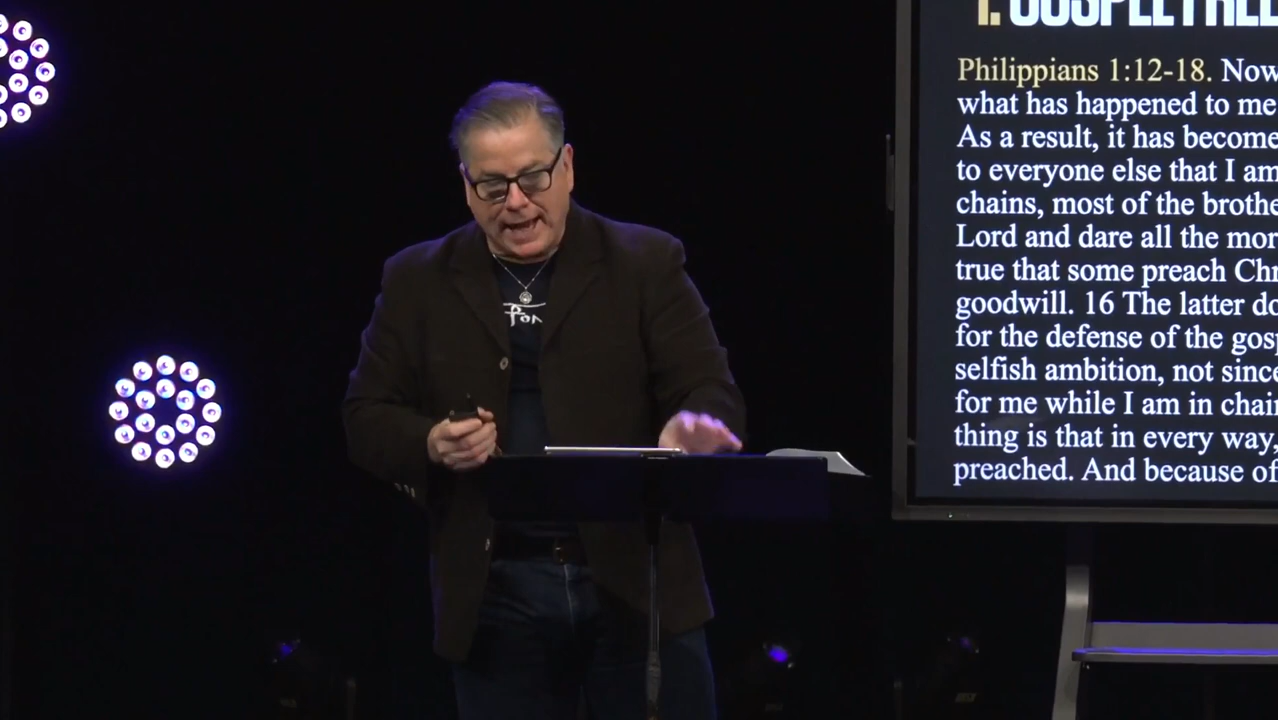 1.
Philippians 1:12-18. Now
what has happened to me
As a result, it has become
to everyone else that I am
chains, most of the brothe
Lord and dare all the mor
true that some preach Chr
goodwill. 16 The latter do
for the defense of the gosp
selfish ambition, not since
for me while I am in chai
thing is that in every way,
preached. And because of